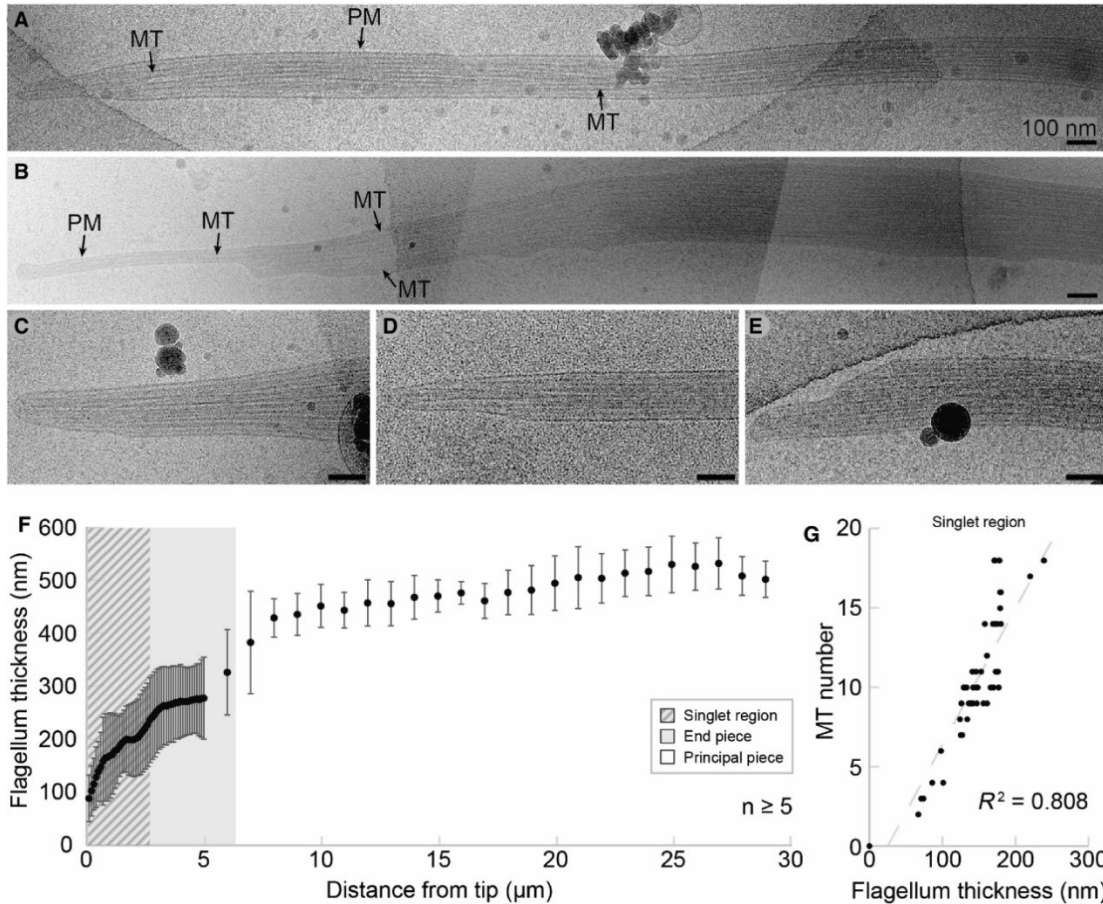 A
PM
MT
MT
100 nm
B
PM
MT
MT
MT
C
D
E
F
600
500
400
300
200
100
0
Flagellum thickness (nm)
Singlet region
End piece
Principal piece
n ≥ 5
0
5
10
15
20
25
30
Distance from tip (µm)
G
Singlet region
20
15
10
5
0
MT number
R² = 0.808
0
100
200
300
Flagellum thickness (nm)